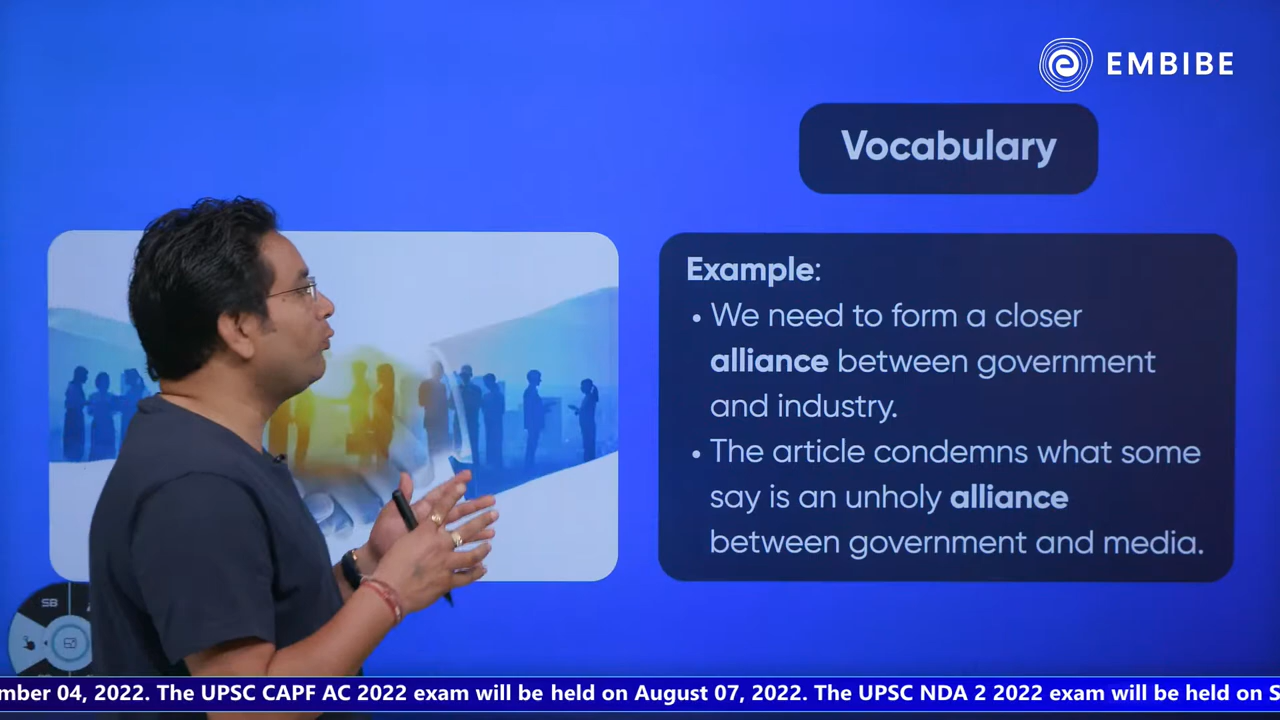 EMBIBE
Vocabulary
Example:
• We need to form a closer
alliance between government
and industry.
• The article condemns what some
say is an unholy alliance
between government and media.
SB
mber 04, 2022. The UPSC CAPF AC 2022 exam will be held on August 07, 2022. The UPSC NDA 2 2022 exam will be held on S